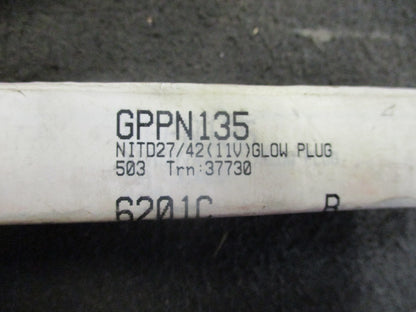 GPPN135
NITD27/42(11V)GLOW PLUG
503 Trn:37730
6201C R